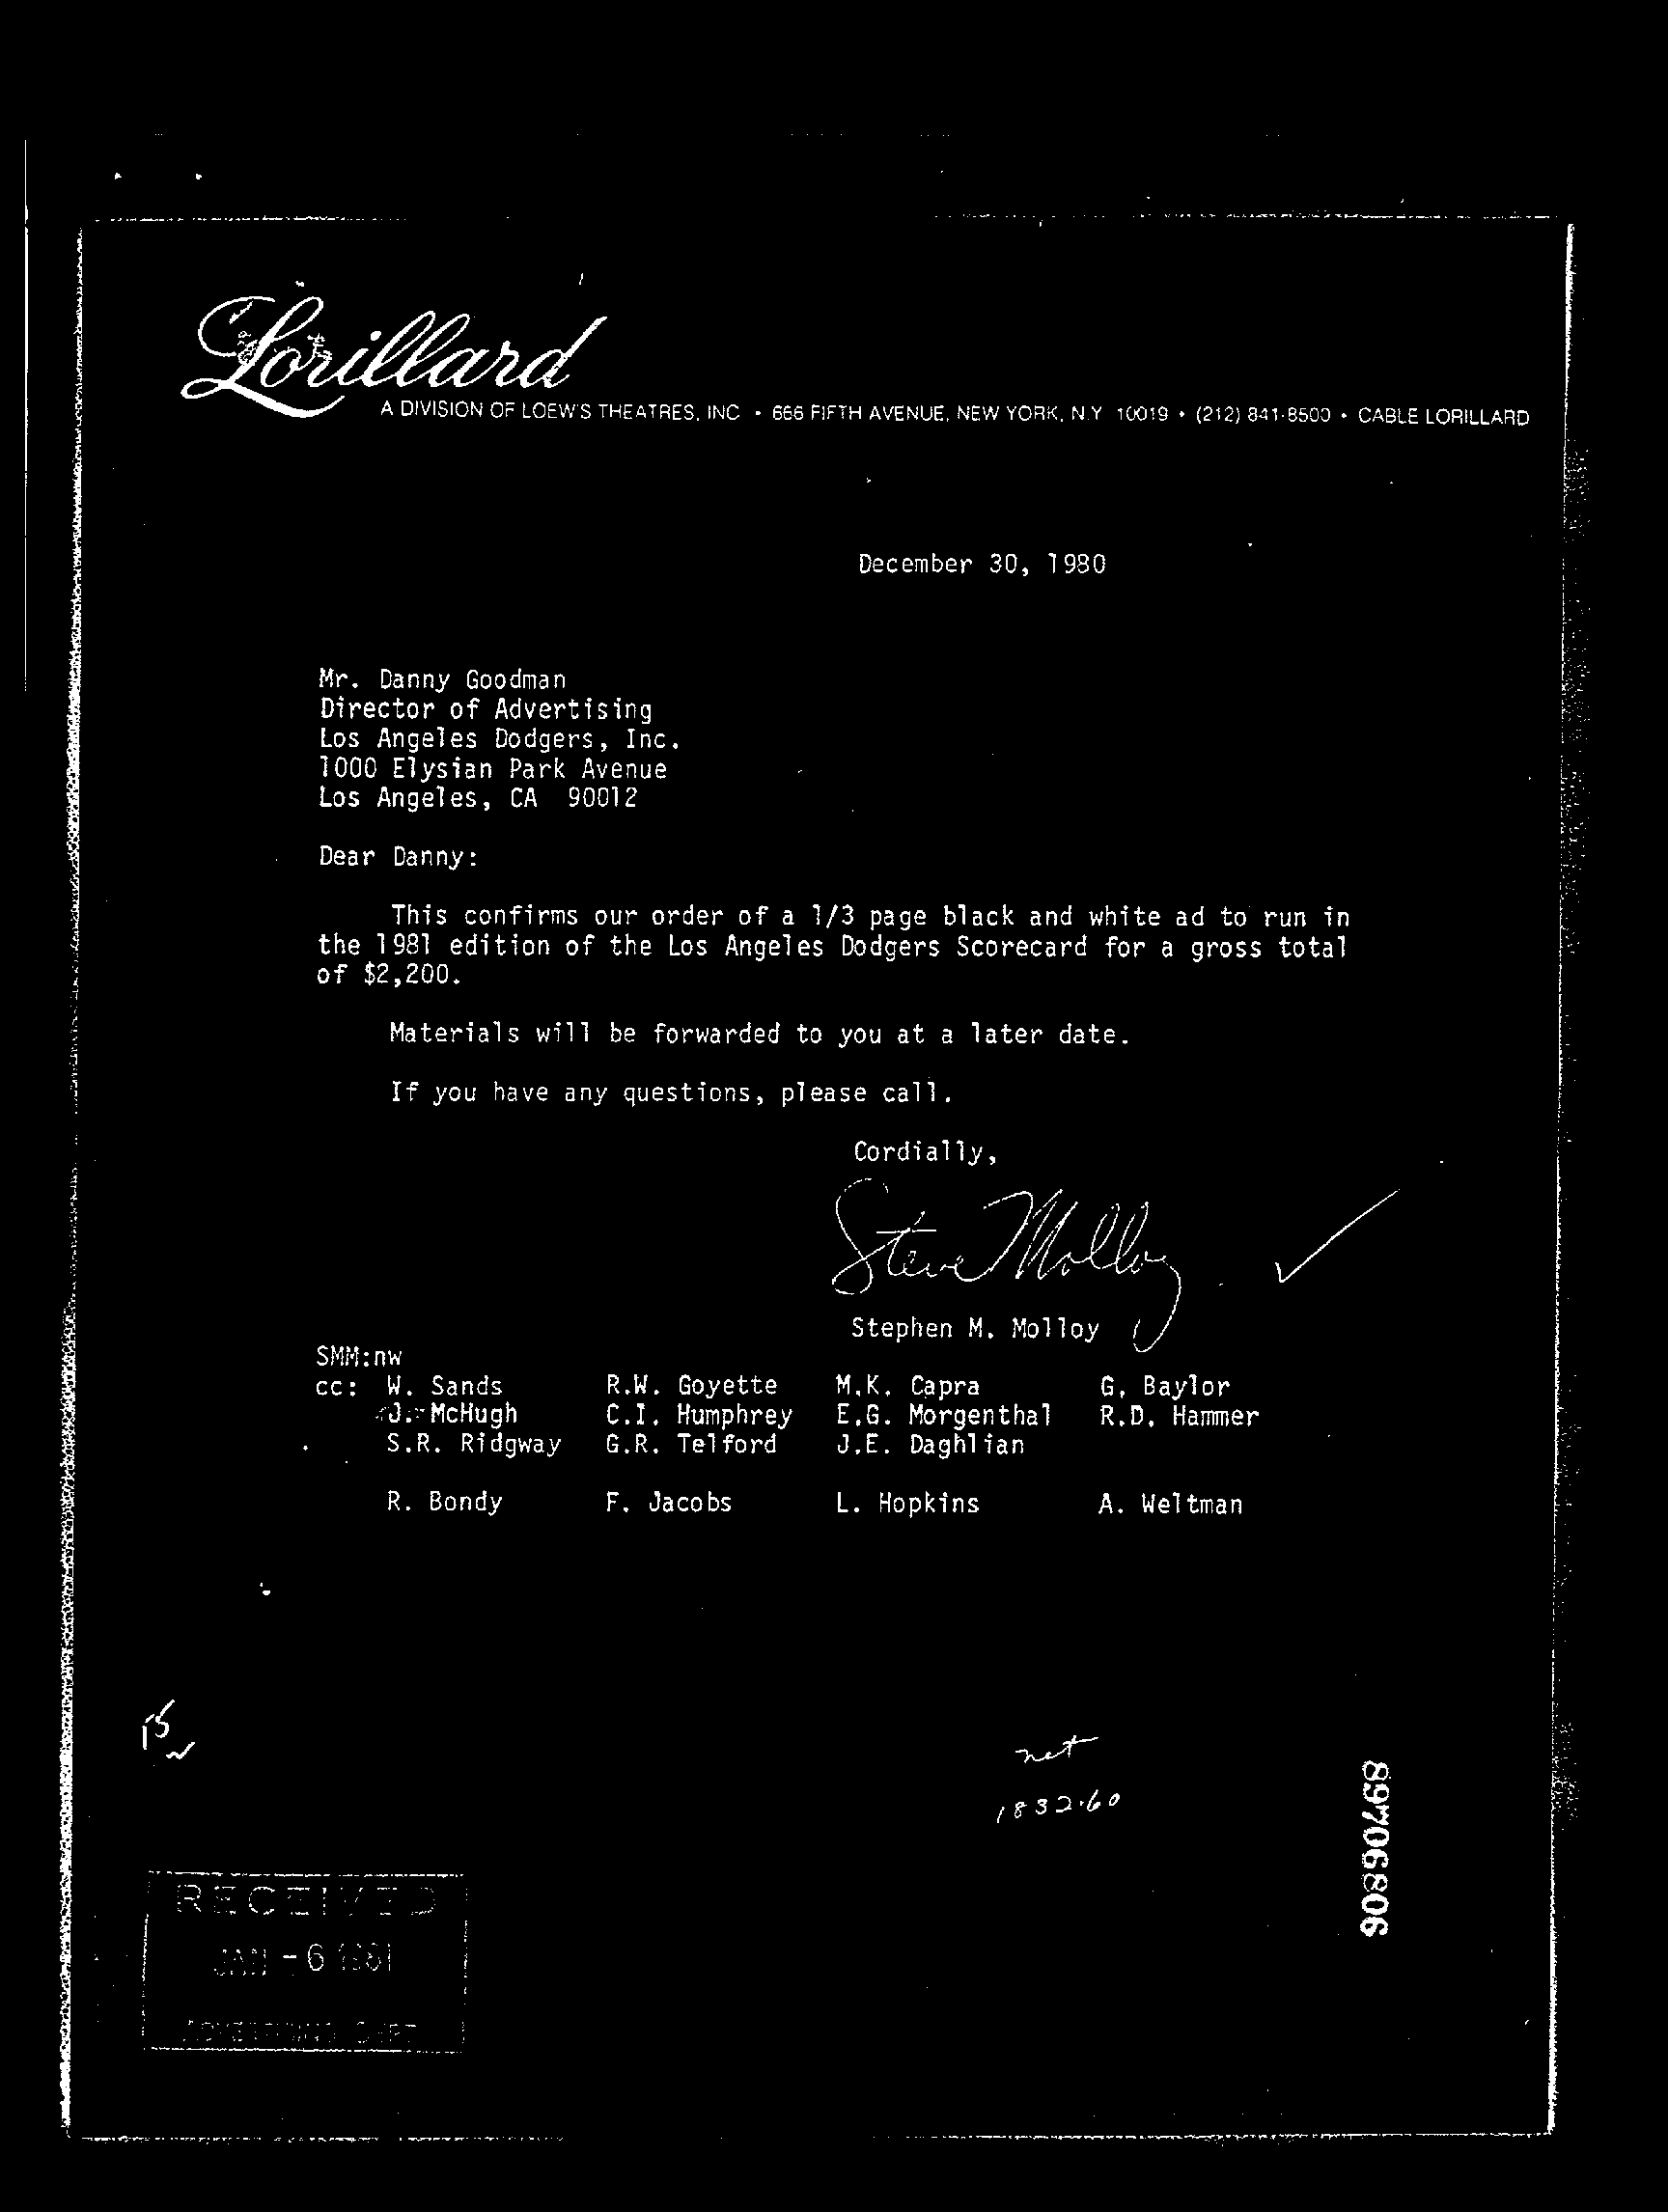 Lorillard
A DIVISION OF LOEW'S THEATRES, INC • 666 FIFTH AVENUE, NEW YORK, N.Y 10019 • (212) 841-8500 • CABLE LORILLARD
December 30, 1980
Mr. Danny Goodman
Director of Advertising
Los Angeles Dodgers, Inc.
1000 Elysian Park Avenue
Los Angeles, CA 90012
Dear Danny:
This confirms our order of a 1/3 page black and white ad to run in
the 1981 edition of the Los Angeles Dodgers Scorecard for a gross total
of $2,200.
Materials will be forwarded to you at a later date.
If you have any questions, please call.
Cordially,
Steve Molloy
Stephen M. Molloy
SMM:nw
cc: W. Sands R.W. Goyette M.K. Capra G. Baylor
J. McHugh C.I. Humphrey E.G. Morgenthal R.D. Hammer
S.R. Ridgway G.R. Telford J.E. Daghlian
R. Bondy F. Jacobs L. Hopkins A. Weltman
net
1832.60
89706806
RECEIVED
JAN - 6 1981
ADVERTISING DEPT